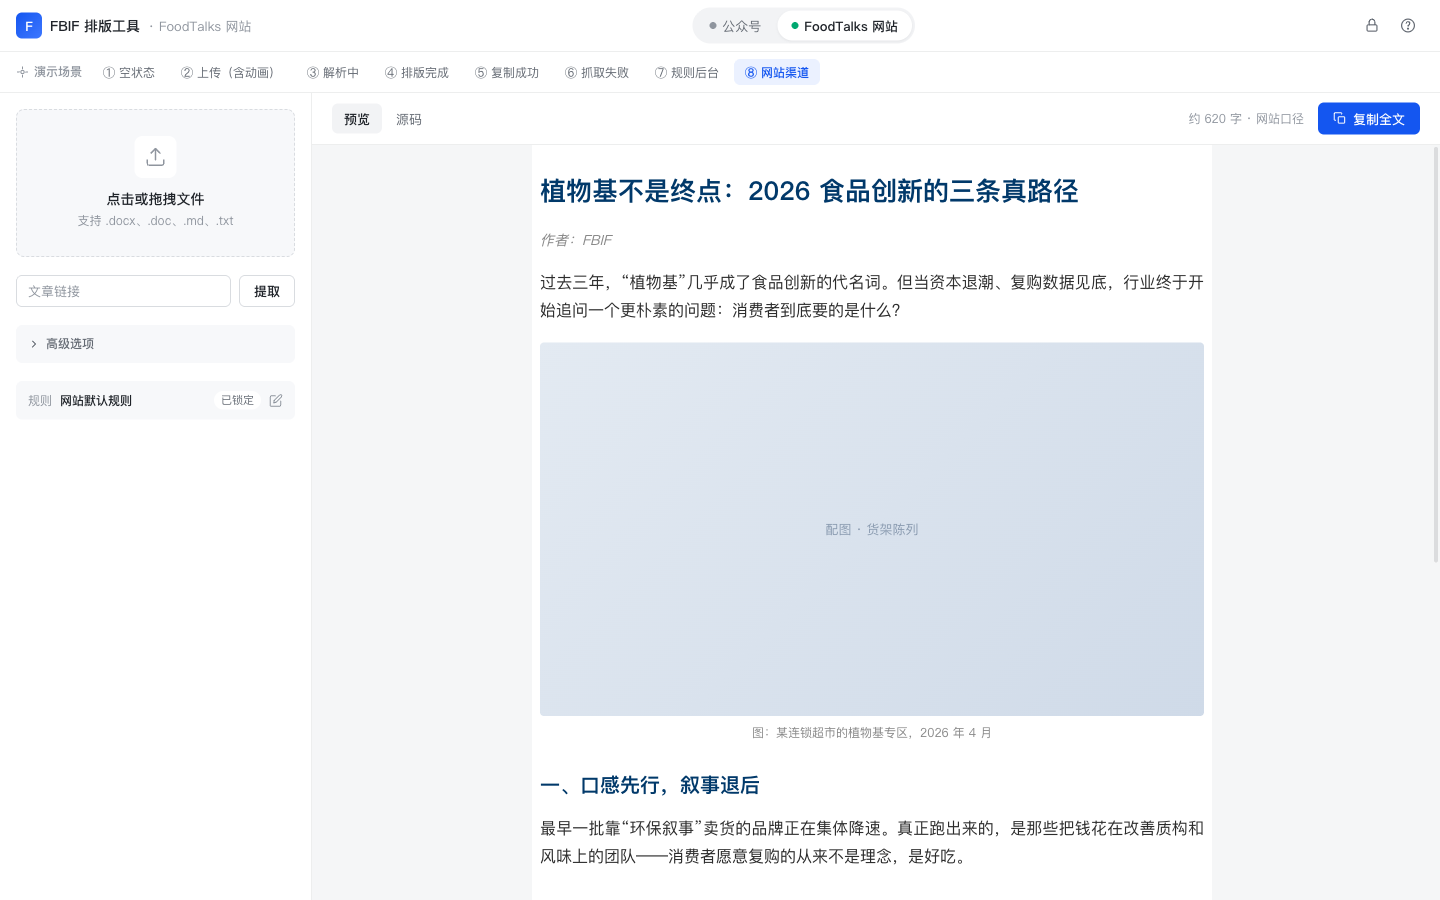 F FBIF 排版工具 · FoodTalks 网站
公众号 FoodTalks 网站
演示场景 ① 空状态 ② 上传（含动画） ③ 解析中 ④ 排版完成 ⑤ 复制成功 ⑥ 抓取失败 ⑦ 规则后台 ⑧ 网站渠道
点击或拖拽文件
支持 .docx、.doc、.md、.txt
文章链接 提取
高级选项
规则 网站默认规则 已锁定
预览 源码 约 620 字 · 网站口径 复制全文
植物基不是终点：2026 食品创新的三条真路径
作者：FBIF
过去三年，“植物基”几乎成了食品创新的代名词。但当资本退潮、复购数据见底，行业终于开
始追问一个更朴素的问题：消费者到底要的是什么？
配图 · 货架陈列
图：某连锁超市的植物基专区，2026 年 4 月
一、口感先行，叙事退后
最早一批靠“环保叙事”卖货的品牌正在集体降速。真正跑出来的，是那些把钱花在改善质构和
风味上的团队——消费者愿意复购的从来不是理念，是好吃。